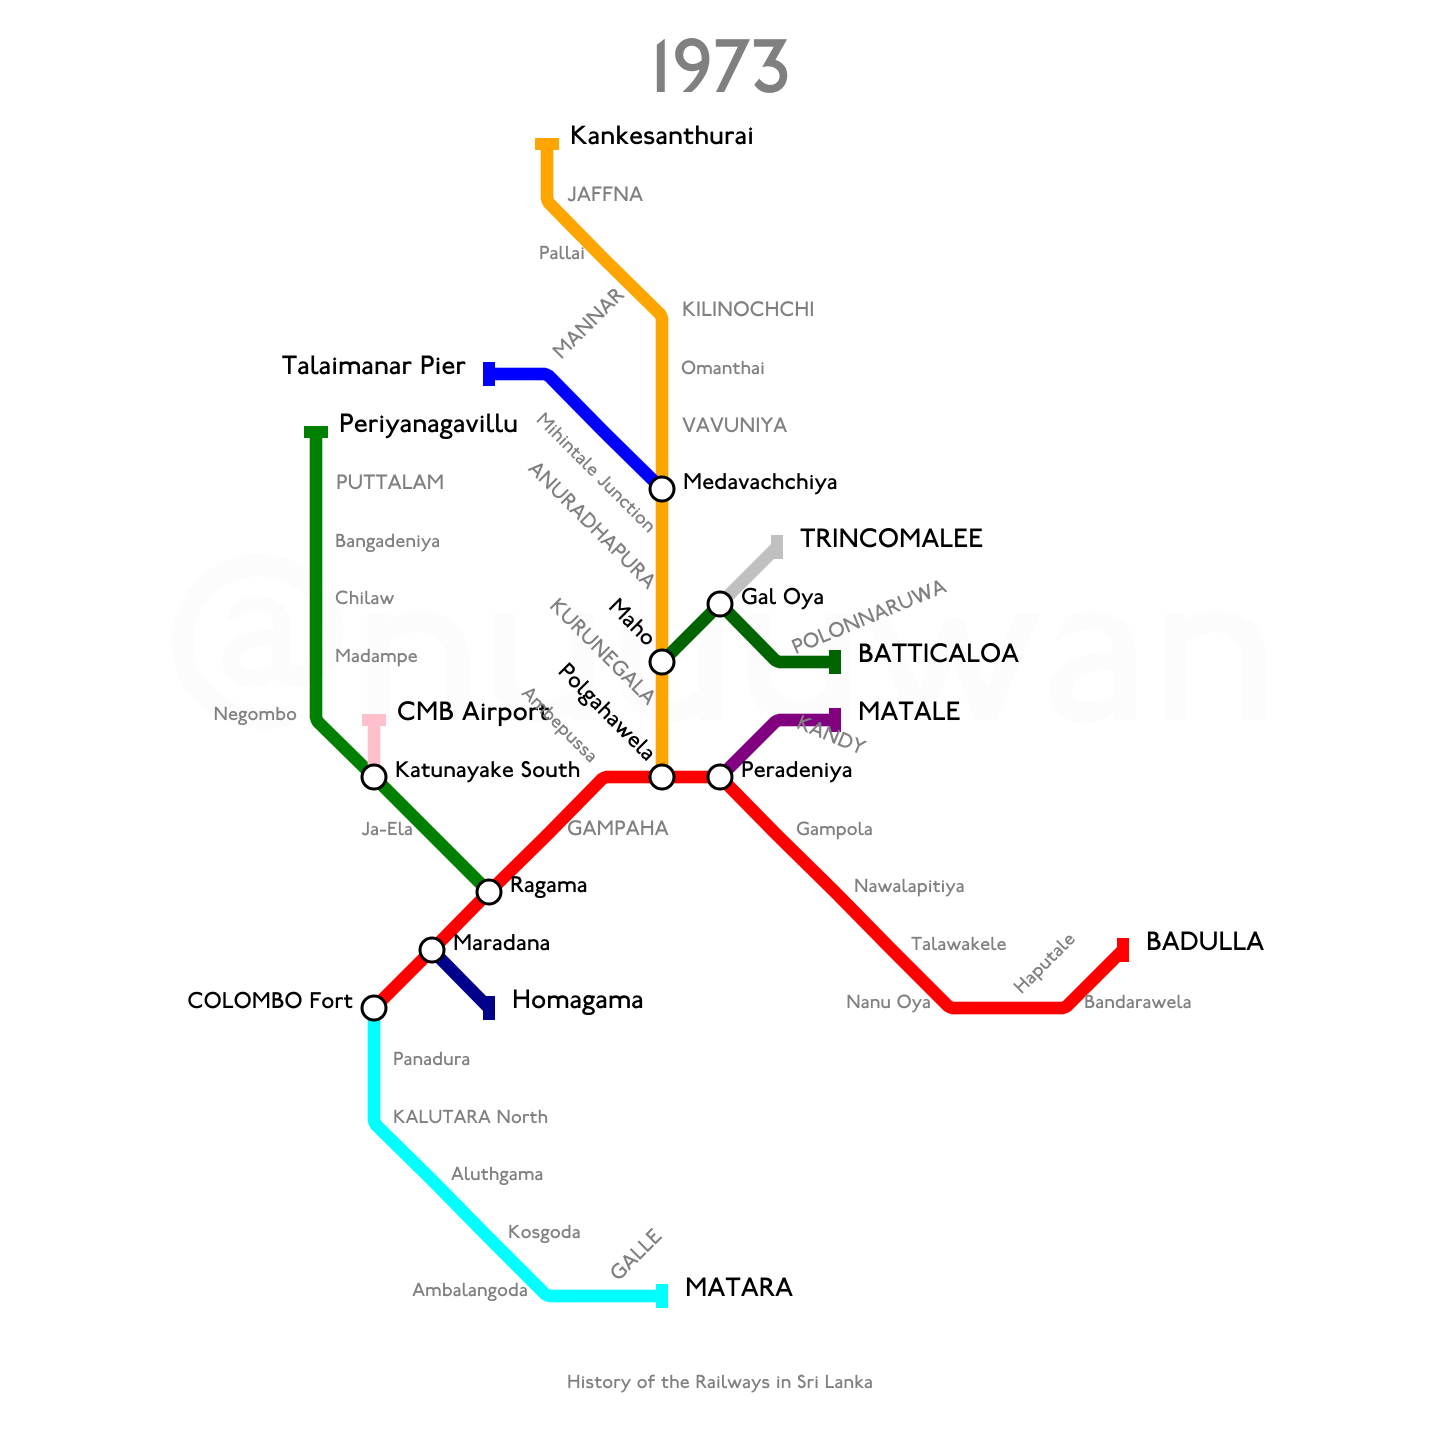 1973
Kankesanthurai
JAFFNA
Pallai
MANNAR
KILINOCHCHI
Talaimanar Pier
Omanthai
Periyanagavillu
Mihintale Junction
VAVUNIYA
PUTTALAM
ANURADHAPURA
Medavachchiya
Bangadeniya
TRINCOMALEE
Chilaw
Maho
Gal Oya
POLONNARUWA
Madampe
KURUNEGALA
BATTICALOA
Negombo
CMB Airport
Ambepussa
Polgahawela
MATALE
KANDY
Katunayake South
Peradeniya
Ja-Ela
GAMPAHA
Gampola
Ragama
Nawalapitiya
Maradana
Talawakele
Haputale
BADULLA
COLOMBO Fort
Homagama
Nanu Oya
Bandarawela
Panadura
KALUTARA North
Aluthgama
Kosgoda
GALLE
Ambalangoda
MATARA
History of the Railways in Sri Lanka